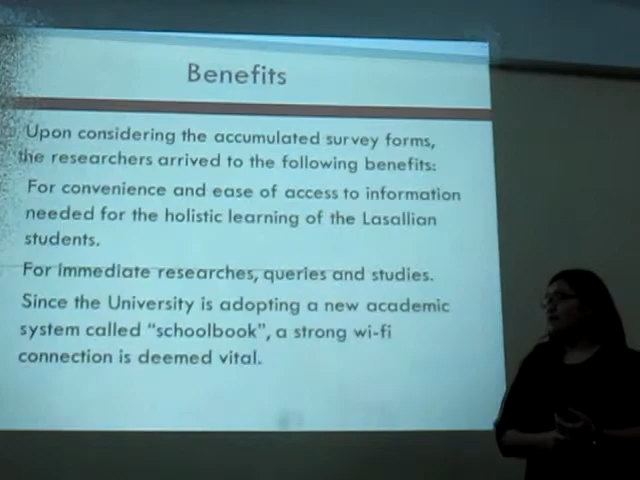 Benefits
Upon considering the accumulated survey forms,
the researchers arrived to the following benefits:
For convenience and ease of access to information
needed for the holistic learning of the Lasallian
students.
For immediate researches, queries and studies.
Since the University is adopting a new academic
system called “schoolbook”, a strong wi-fi
connection is deemed vital.